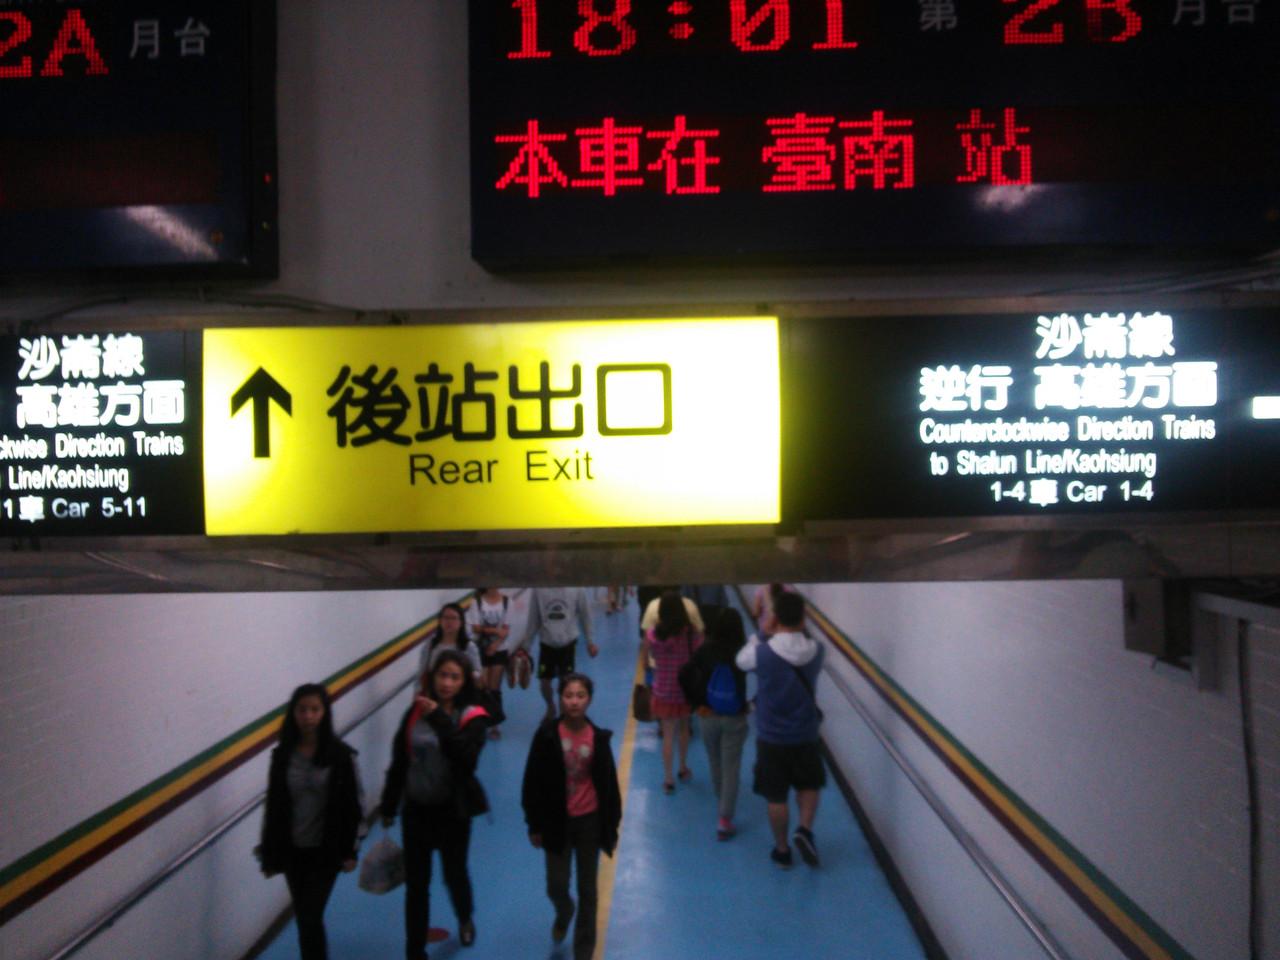 2A 月台
18:01 第 2B 月台
本車在 臺南 站
沙崙線
高雄方面
ckwise Direction Trains
Line/Kaohsiung
11車 Car 5-11
後站出口
Rear Exit
沙崙線
逆行 高雄方面
Counterclockwise Direction Trains
to Shalun Line/Kaohsiung
1-4車 Car 1-4